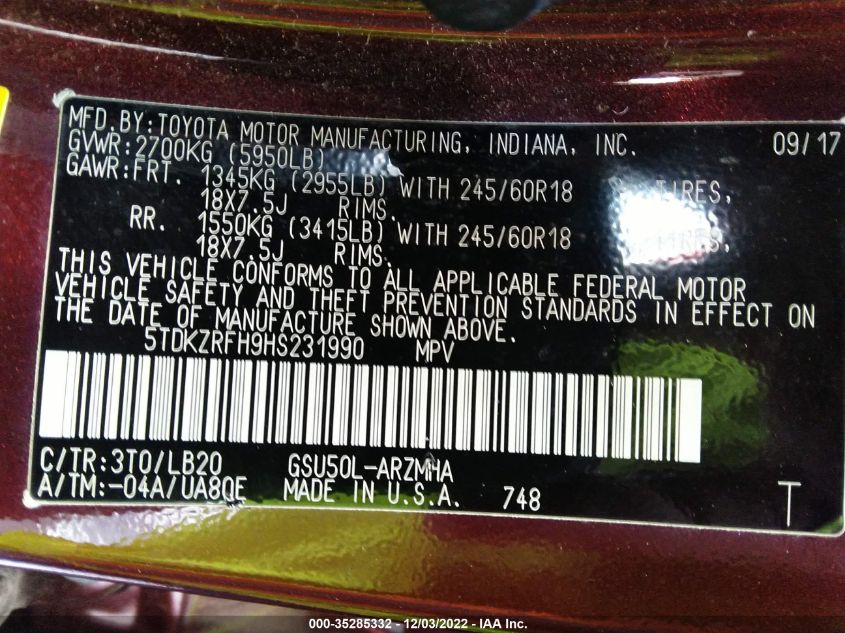 MFD.BY:TOYOTA MOTOR MANUFACTURING, INDIANA, INC. 09/17
GVWR:2700KG (5950LB)
GAWR:FRT. 1345KG (2955LB) WITH 245/60R18 TIRES,
18X7.5J RIMS.
RR. 1550KG (3415LB) WITH 245/60R18 TIRES,
18X7.5J RIMS.
THIS VEHICLE CONFORMS TO ALL APPLICABLE FEDERAL MOTOR
VEHICLE SAFETY AND THEFT PREVENTION STANDARDS IN EFFECT ON
THE DATE OF MANUFACTURE SHOWN ABOVE.
5TDKZRFH9HS231990 MPV
C/TR:3T0/LB20 GSU50L-ARZMHA
A/TM:-04A/UA80E MADE IN U.S.A. 748 T
000-35285332 - 12/03/2022 - IAA Inc.